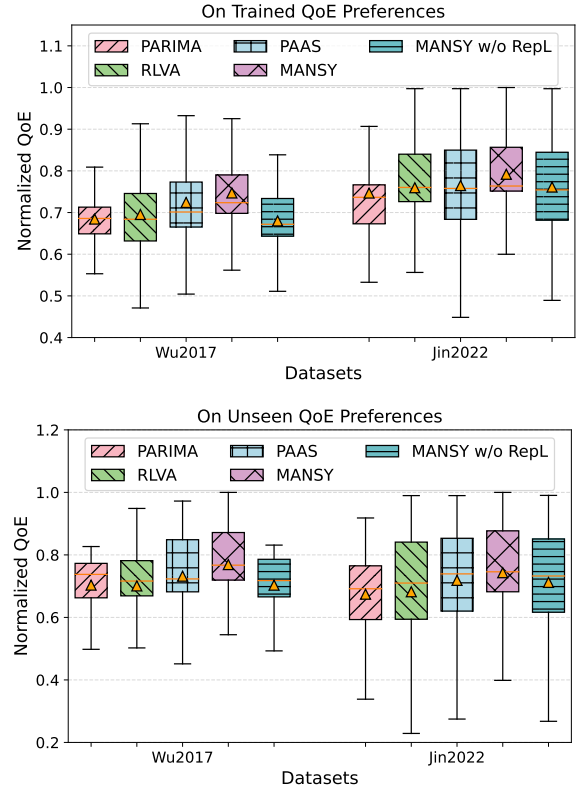 On Trained QoE Preferences
PARIMA PAAS MANSY w/o RepL
RLVA MANSY
1.1
1.0
0.9
0.8
0.7
0.6
0.5
0.4
Normalized QoE
Wu2017 Jin2022
Datasets
On Unseen QoE Preferences
1.2
PARIMA PAAS MANSY w/o RepL
RLVA MANSY
1.0
0.8
0.6
0.4
0.2
Normalized QoE
Wu2017 Jin2022
Datasets